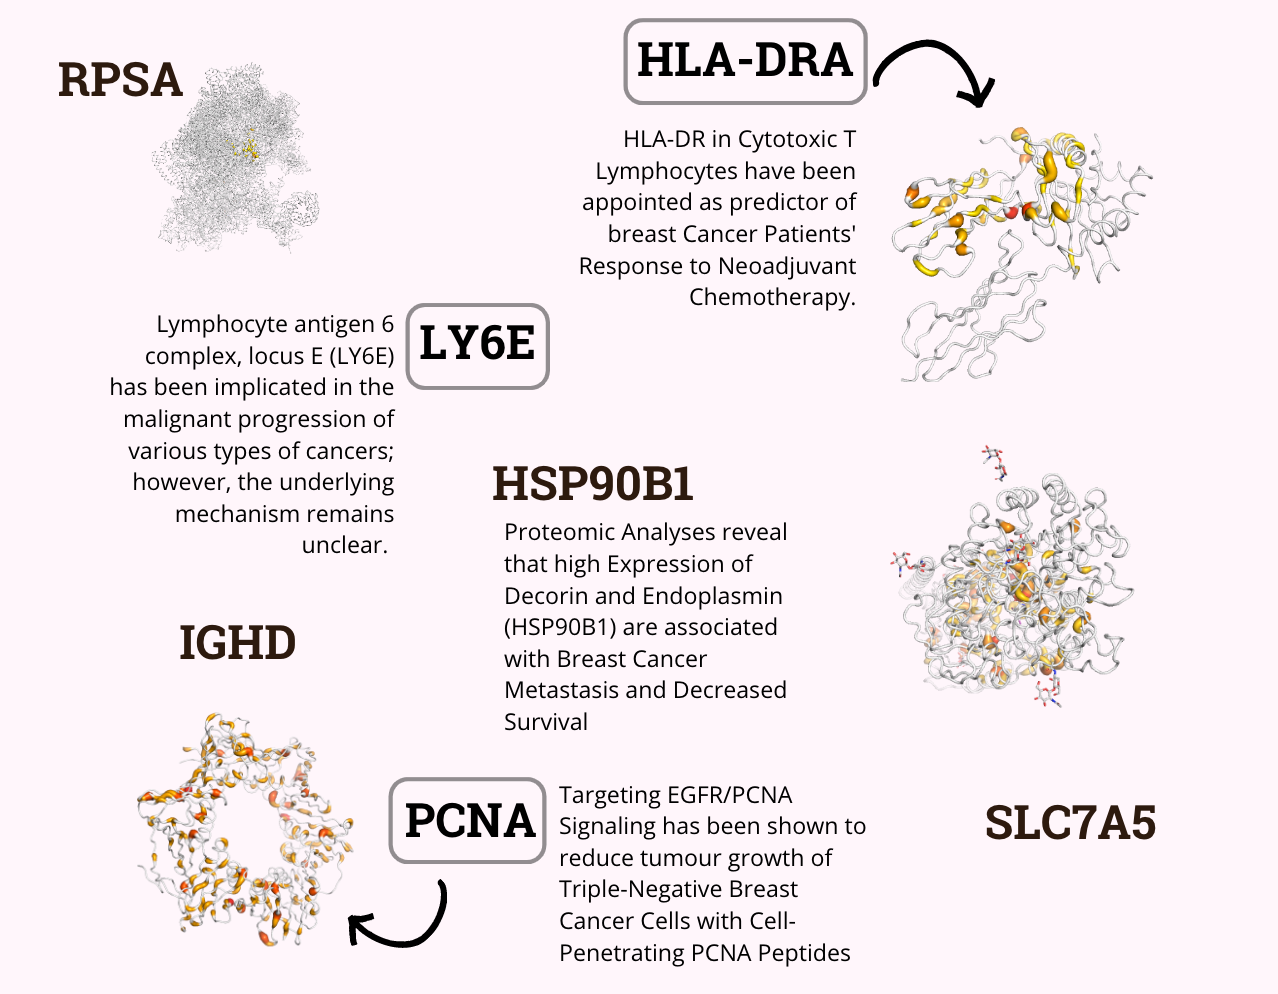 RPSA
HLA-DRA
HLA-DR in Cytotoxic T
Lymphocytes have been
appointed as predictor of
breast Cancer Patients'
Response to Neoadjuvant
Chemotherapy.
Lymphocyte antigen 6
complex, locus E (LY6E)
has been implicated in the
malignant progression of
various types of cancers;
however, the underlying
mechanism remains
unclear.
LY6E
HSP90B1
Proteomic Analyses reveal
that high Expression of
Decorin and Endoplasmin
(HSP90B1) are associated
with Breast Cancer
Metastasis and Decreased
Survival
IGHD
PCNA
Targeting EGFR/PCNA
Signaling has been shown to
reduce tumour growth of
Triple-Negative Breast
Cancer Cells with Cell-
Penetrating PCNA Peptides
SLC7A5